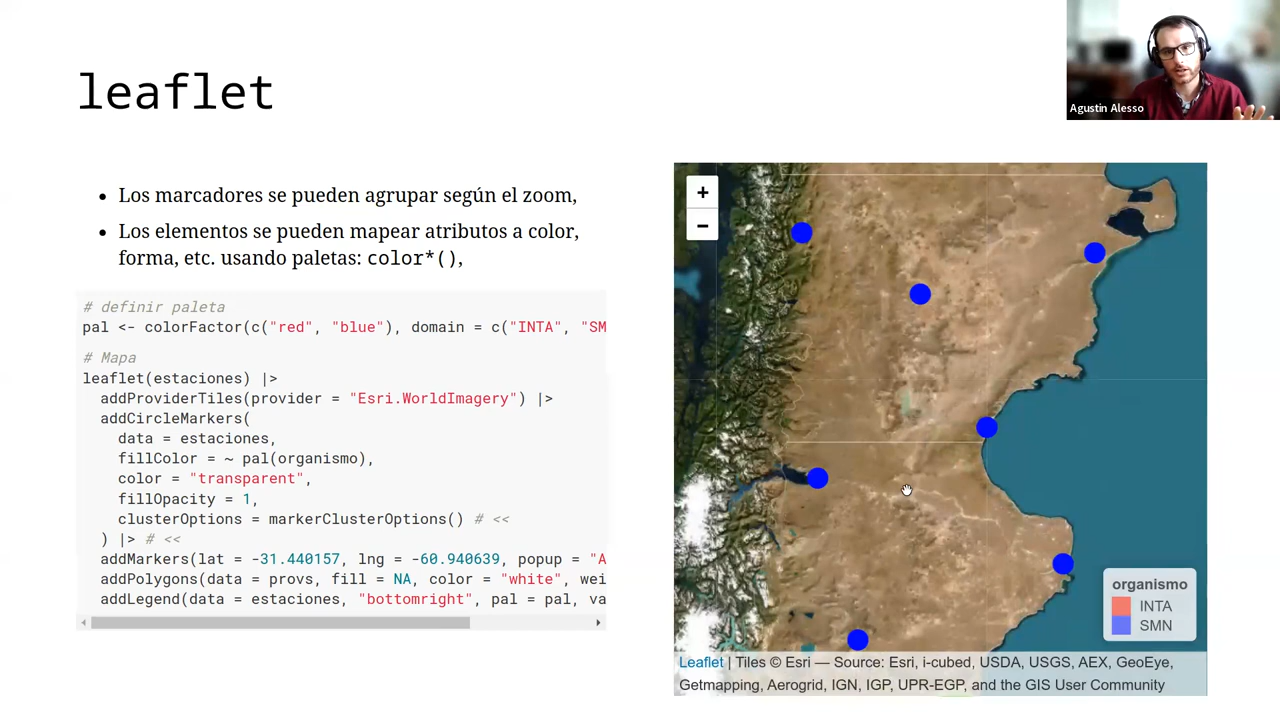 leaflet
Agustin Alesso
• Los marcadores se pueden agrupar según el zoom,
• Los elementos se pueden mapear atributos a color,
forma, etc. usando paletas: color*(),
# definir paleta
pal <- colorFactor(c("red", "blue"), domain = c("INTA", "SM
# Mapa
leaflet(estaciones) |>
addProviderTiles(provider = "Esri.WorldImagery") |>
addCircleMarkers(
data = estaciones,
fillColor = ~ pal(organismo),
color = "transparent",
fillOpacity = 1,
clusterOptions = markerClusterOptions() # <<
) |> # <<
addMarkers(lat = -31.440157, lng = -60.940639, popup = "A
addPolygons(data = provs, fill = NA, color = "white", wei
addLegend(data = estaciones, "bottomright", pal = pal, va
+
−
organismo
INTA
SMN
Leaflet | Tiles © Esri — Source: Esri, i-cubed, USDA, USGS, AEX, GeoEye,
Getmapping, Aerogrid, IGN, IGP, UPR-EGP, and the GIS User Community